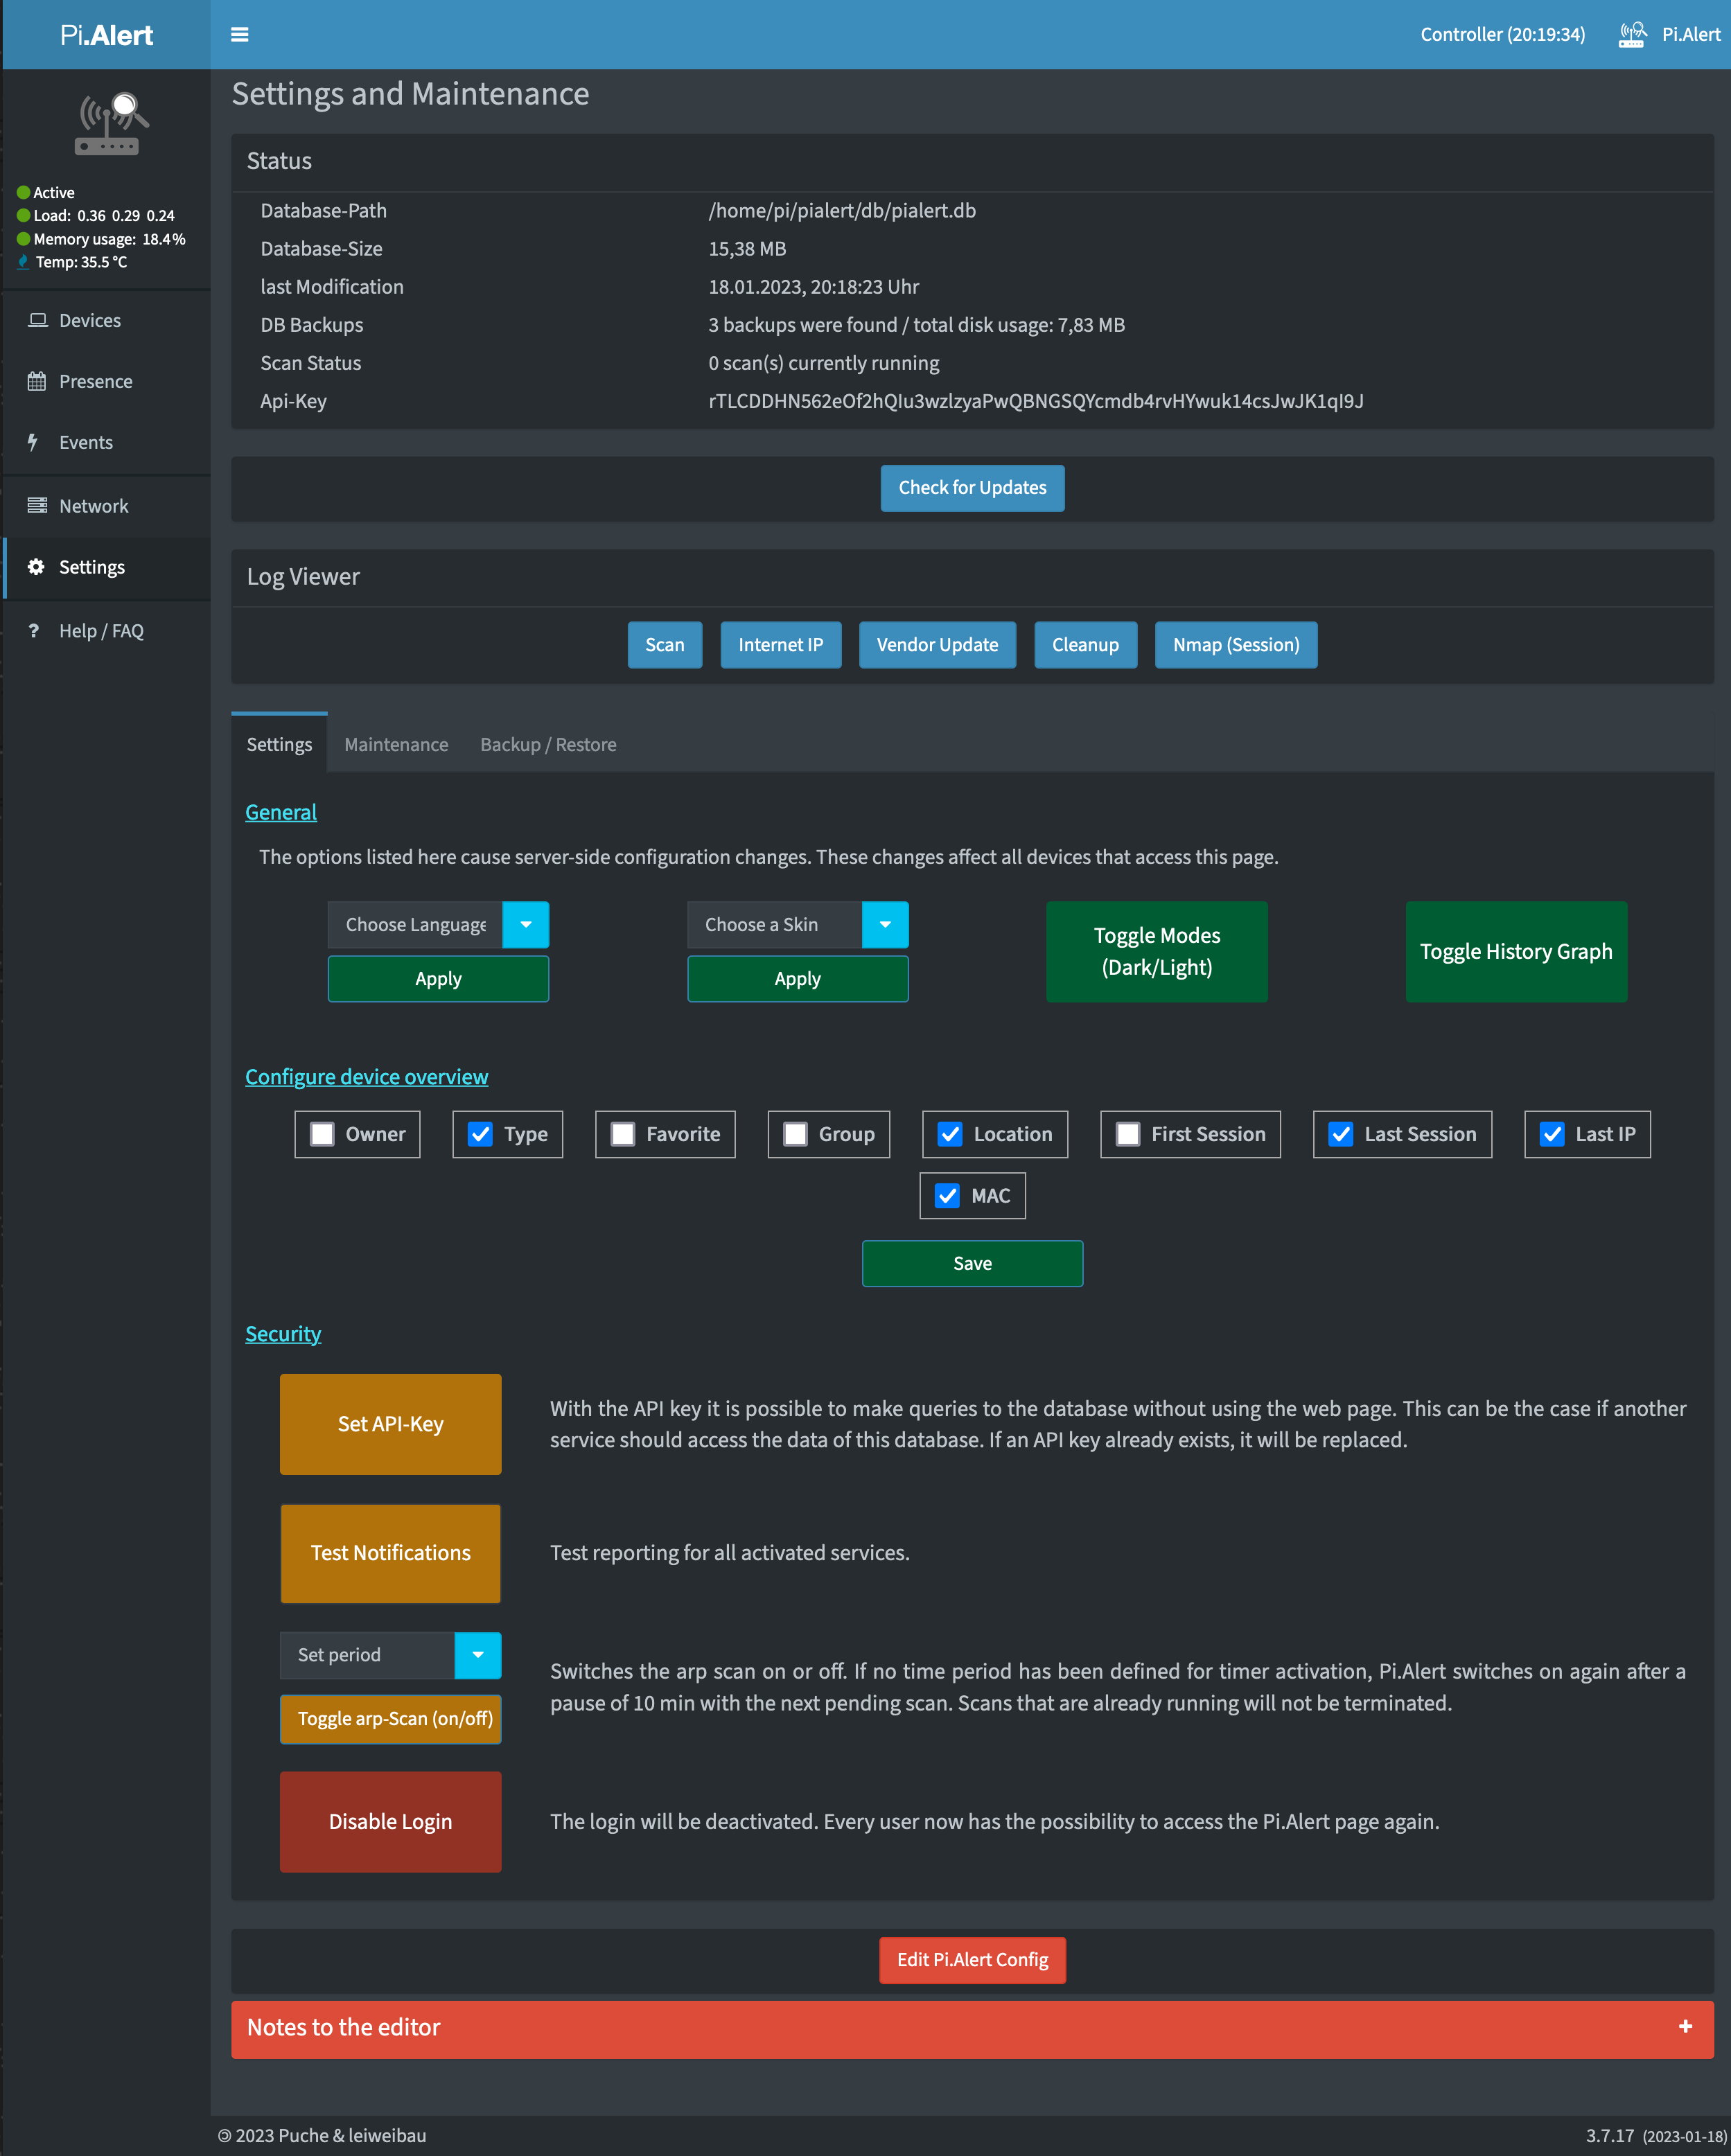 Pi.Alert
Controller (20:19:34)
Pi.Alert
Active
Load: 0.36 0.29 0.24
Memory usage: 18.4%
Temp: 35.5 °C
Devices
Presence
Events
Network
Settings
? Help / FAQ
Settings and Maintenance
Status
Database-Path /home/pi/pialert/db/pialert.db
Database-Size 15,38 MB
last Modification 18.01.2023, 20:18:23 Uhr
DB Backups 3 backups were found / total disk usage: 7,83 MB
Scan Status 0 scan(s) currently running
Api-Key rTLCDDHN562eOf2hQIu3wzlzyaPwQBNGSQYcmdb4rvHYwuk14csJwJK1qI9J
Check for Updates
Log Viewer
Scan Internet IP Vendor Update Cleanup Nmap (Session)
Settings Maintenance Backup / Restore
General
The options listed here cause server-side configuration changes. These changes affect all devices that access this page.
Choose Language
Apply
Choose a Skin
Apply
Toggle Modes
(Dark/Light)
Toggle History Graph
Configure device overview
Owner Type Favorite Group Location First Session Last Session Last IP
MAC
Save
Security
Set API-Key
With the API key it is possible to make queries to the database without using the web page. This can be the case if another
service should access the data of this database. If an API key already exists, it will be replaced.
Test Notifications
Test reporting for all activated services.
Set period
Toggle arp-Scan (on/off)
Switches the arp scan on or off. If no time period has been defined for timer activation, Pi.Alert switches on again after a
pause of 10 min with the next pending scan. Scans that are already running will not be terminated.
Disable Login
The login will be deactivated. Every user now has the possibility to access the Pi.Alert page again.
Edit Pi.Alert Config
Notes to the editor +
🄯 2023 Puche & leiweibau
3.7.17 (2023-01-18)